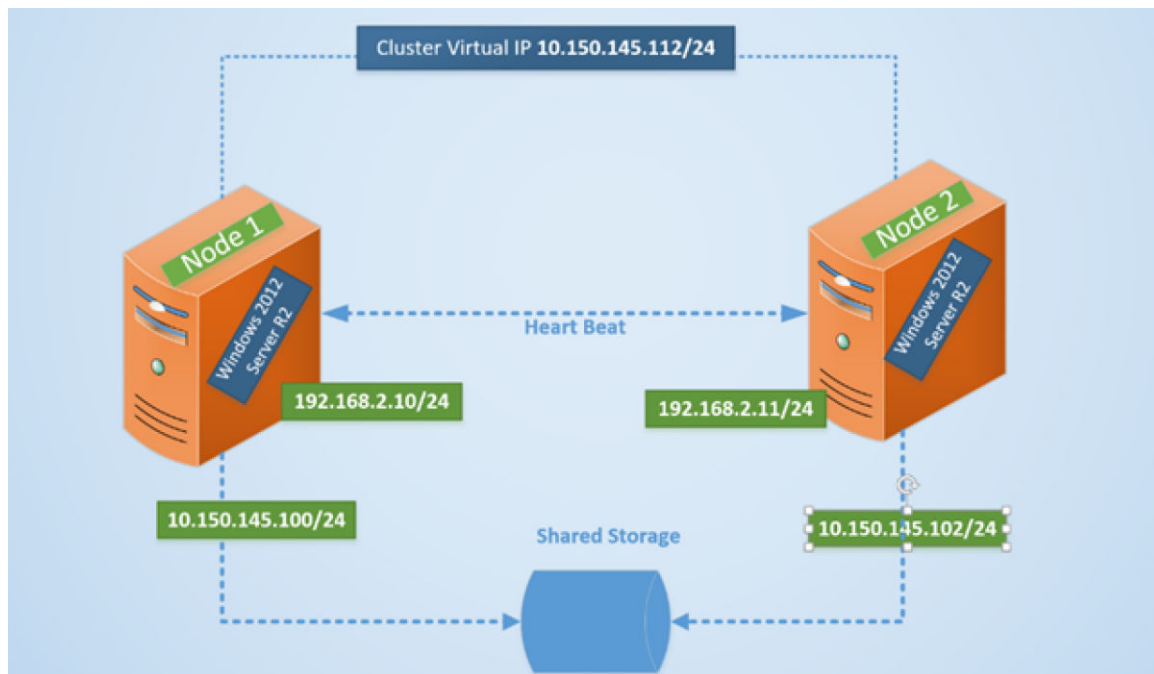 Cluster Virtual IP 10.150.145.112/24
Node 1
Node 2
Windows 2012
Server R2
Windows 2012
Server R2
Heart Beat
192.168.2.10/24
192.168.2.11/24
10.150.145.100/24
10.150.145.102/24
Shared Storage